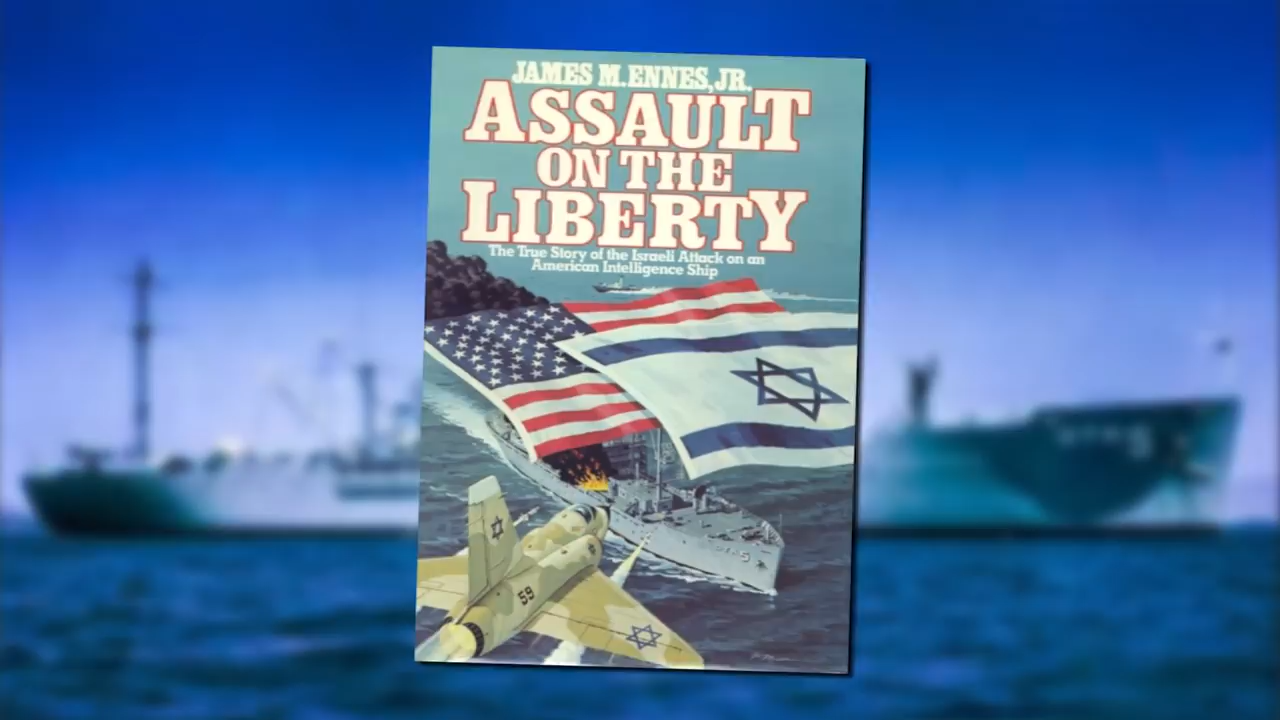 JAMES M. ENNES, JR.
ASSAULT
ON THE
LIBERTY
The True Story of the Israeli Attack on an
American Intelligence Ship
59
5